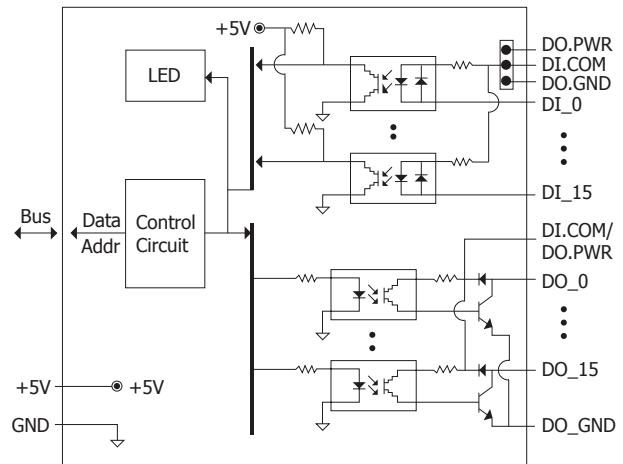 +5V
LED
DO.PWR
DI.COM
DO.GND
DI_0
DI_15
Bus
Data
Addr
Control
Circuit
DI.COM/
DO.PWR
DO_0
DO_15
+5V
+5V
GND
DO_GND